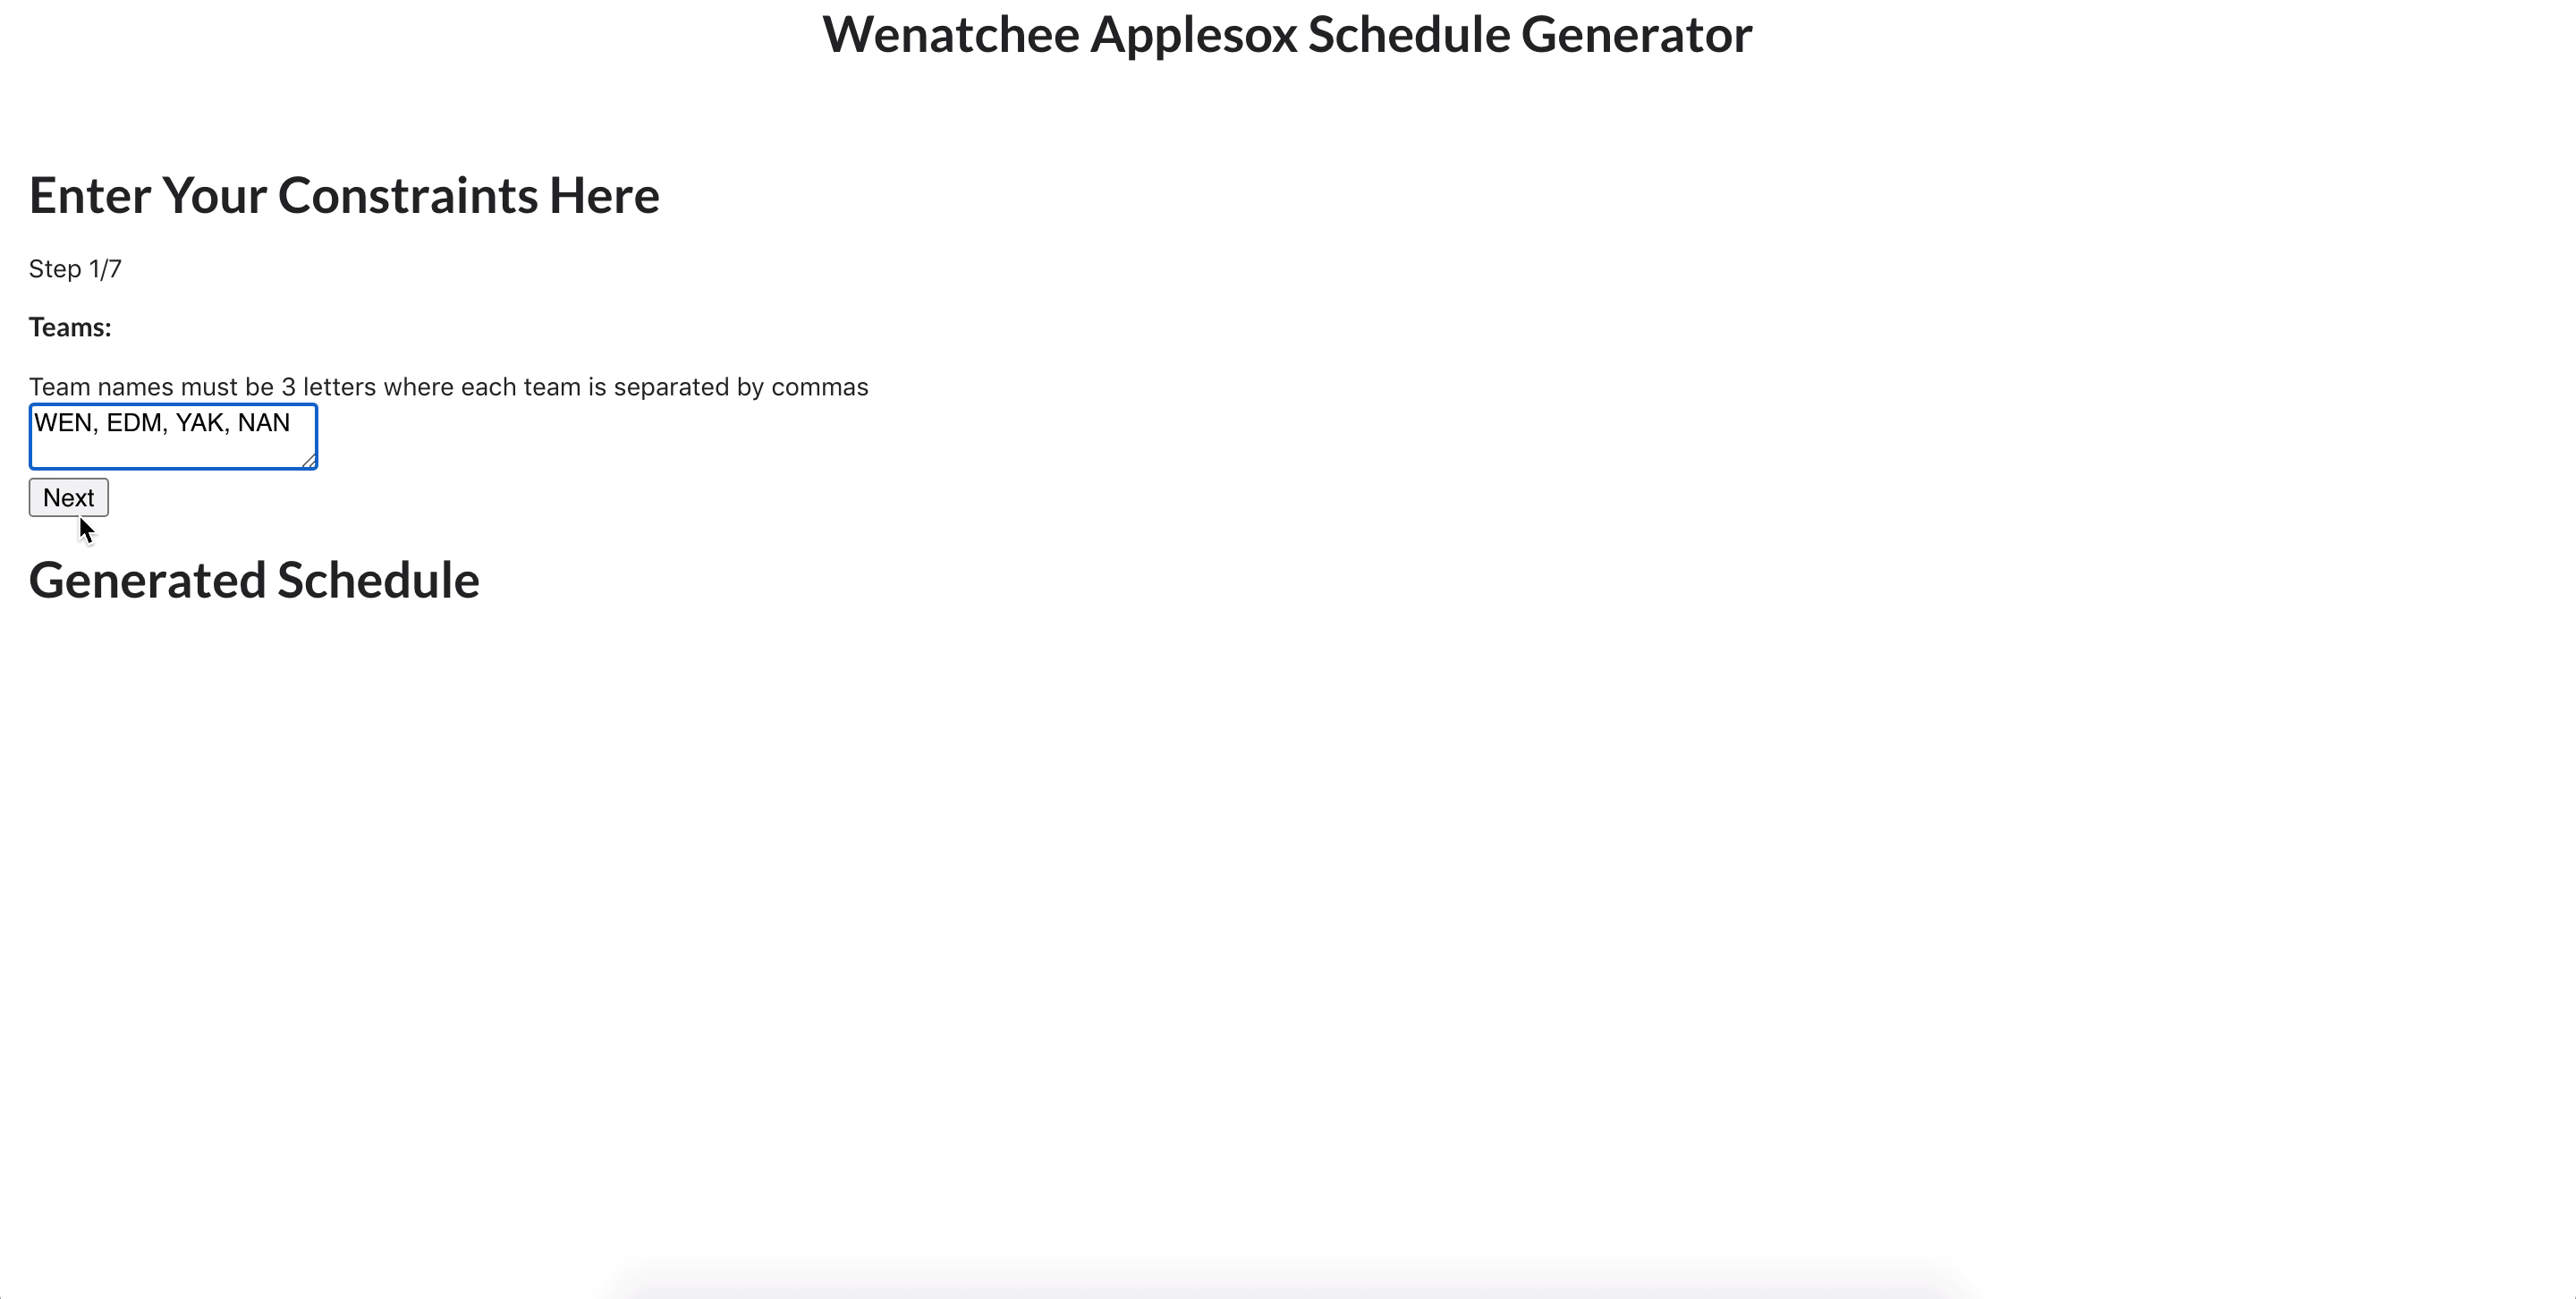 Wenatchee Applesox Schedule Generator
Enter Your Constraints Here
Step 1/7
Teams:
Team names must be 3 letters where each team is separated by commas
WEN, EDM, YAK, NAN
Next
Generated Schedule